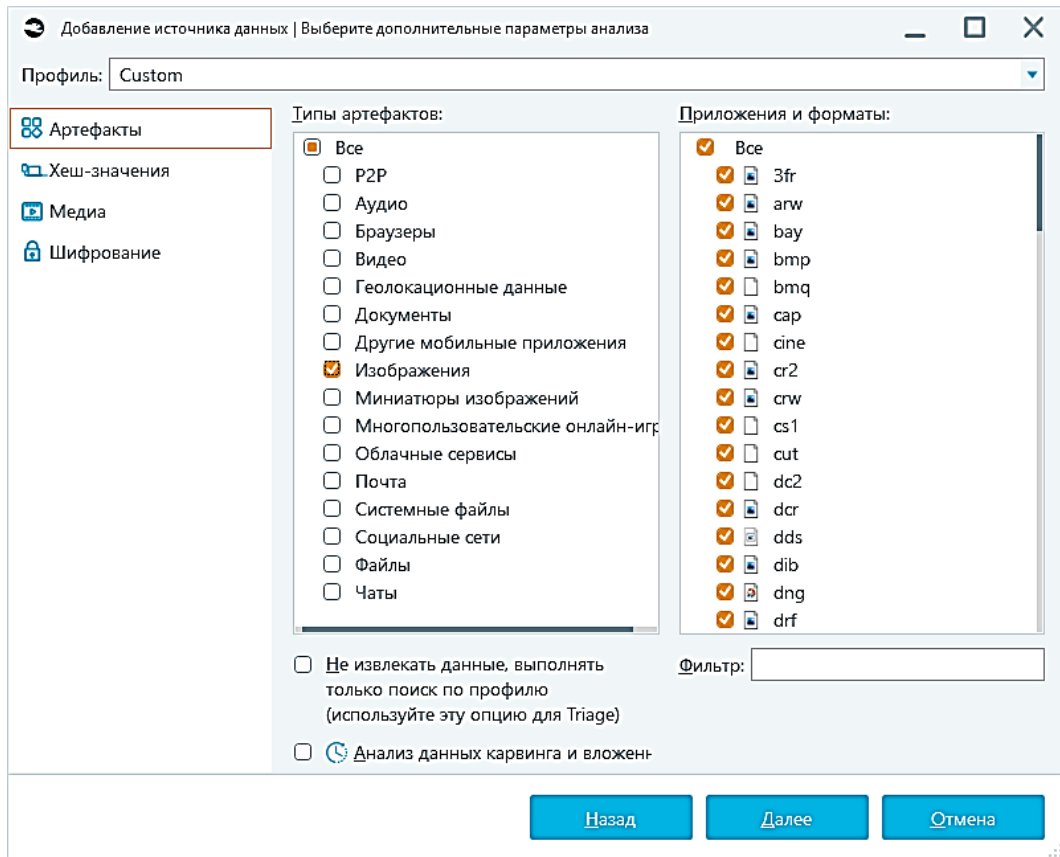 Добавление источника данных | Выберите дополнительные параметры анализа
Профиль: Custom
Артефакты
Хеш-значения
Медиа
Шифрование
Типы артефактов:
Все
P2P
Аудио
Браузеры
Видео
Геолокационные данные
Документы
Другие мобильные приложения
Изображения
Миниатюры изображений
Многопользовательские онлайн-игр
Облачные сервисы
Почта
Системные файлы
Социальные сети
Файлы
Чаты
Не извлекать данные, выполнять
только поиск по профилю
(используйте эту опцию для Triage)
Анализ данных карвинга и вложен
Приложения и форматы:
Все
3fr
arw
bay
bmp
bmq
cap
cine
cr2
crw
cs1
cut
dc2
dcr
dds
dib
dng
drf
Фильтр:
Назад
Далее
Отмена